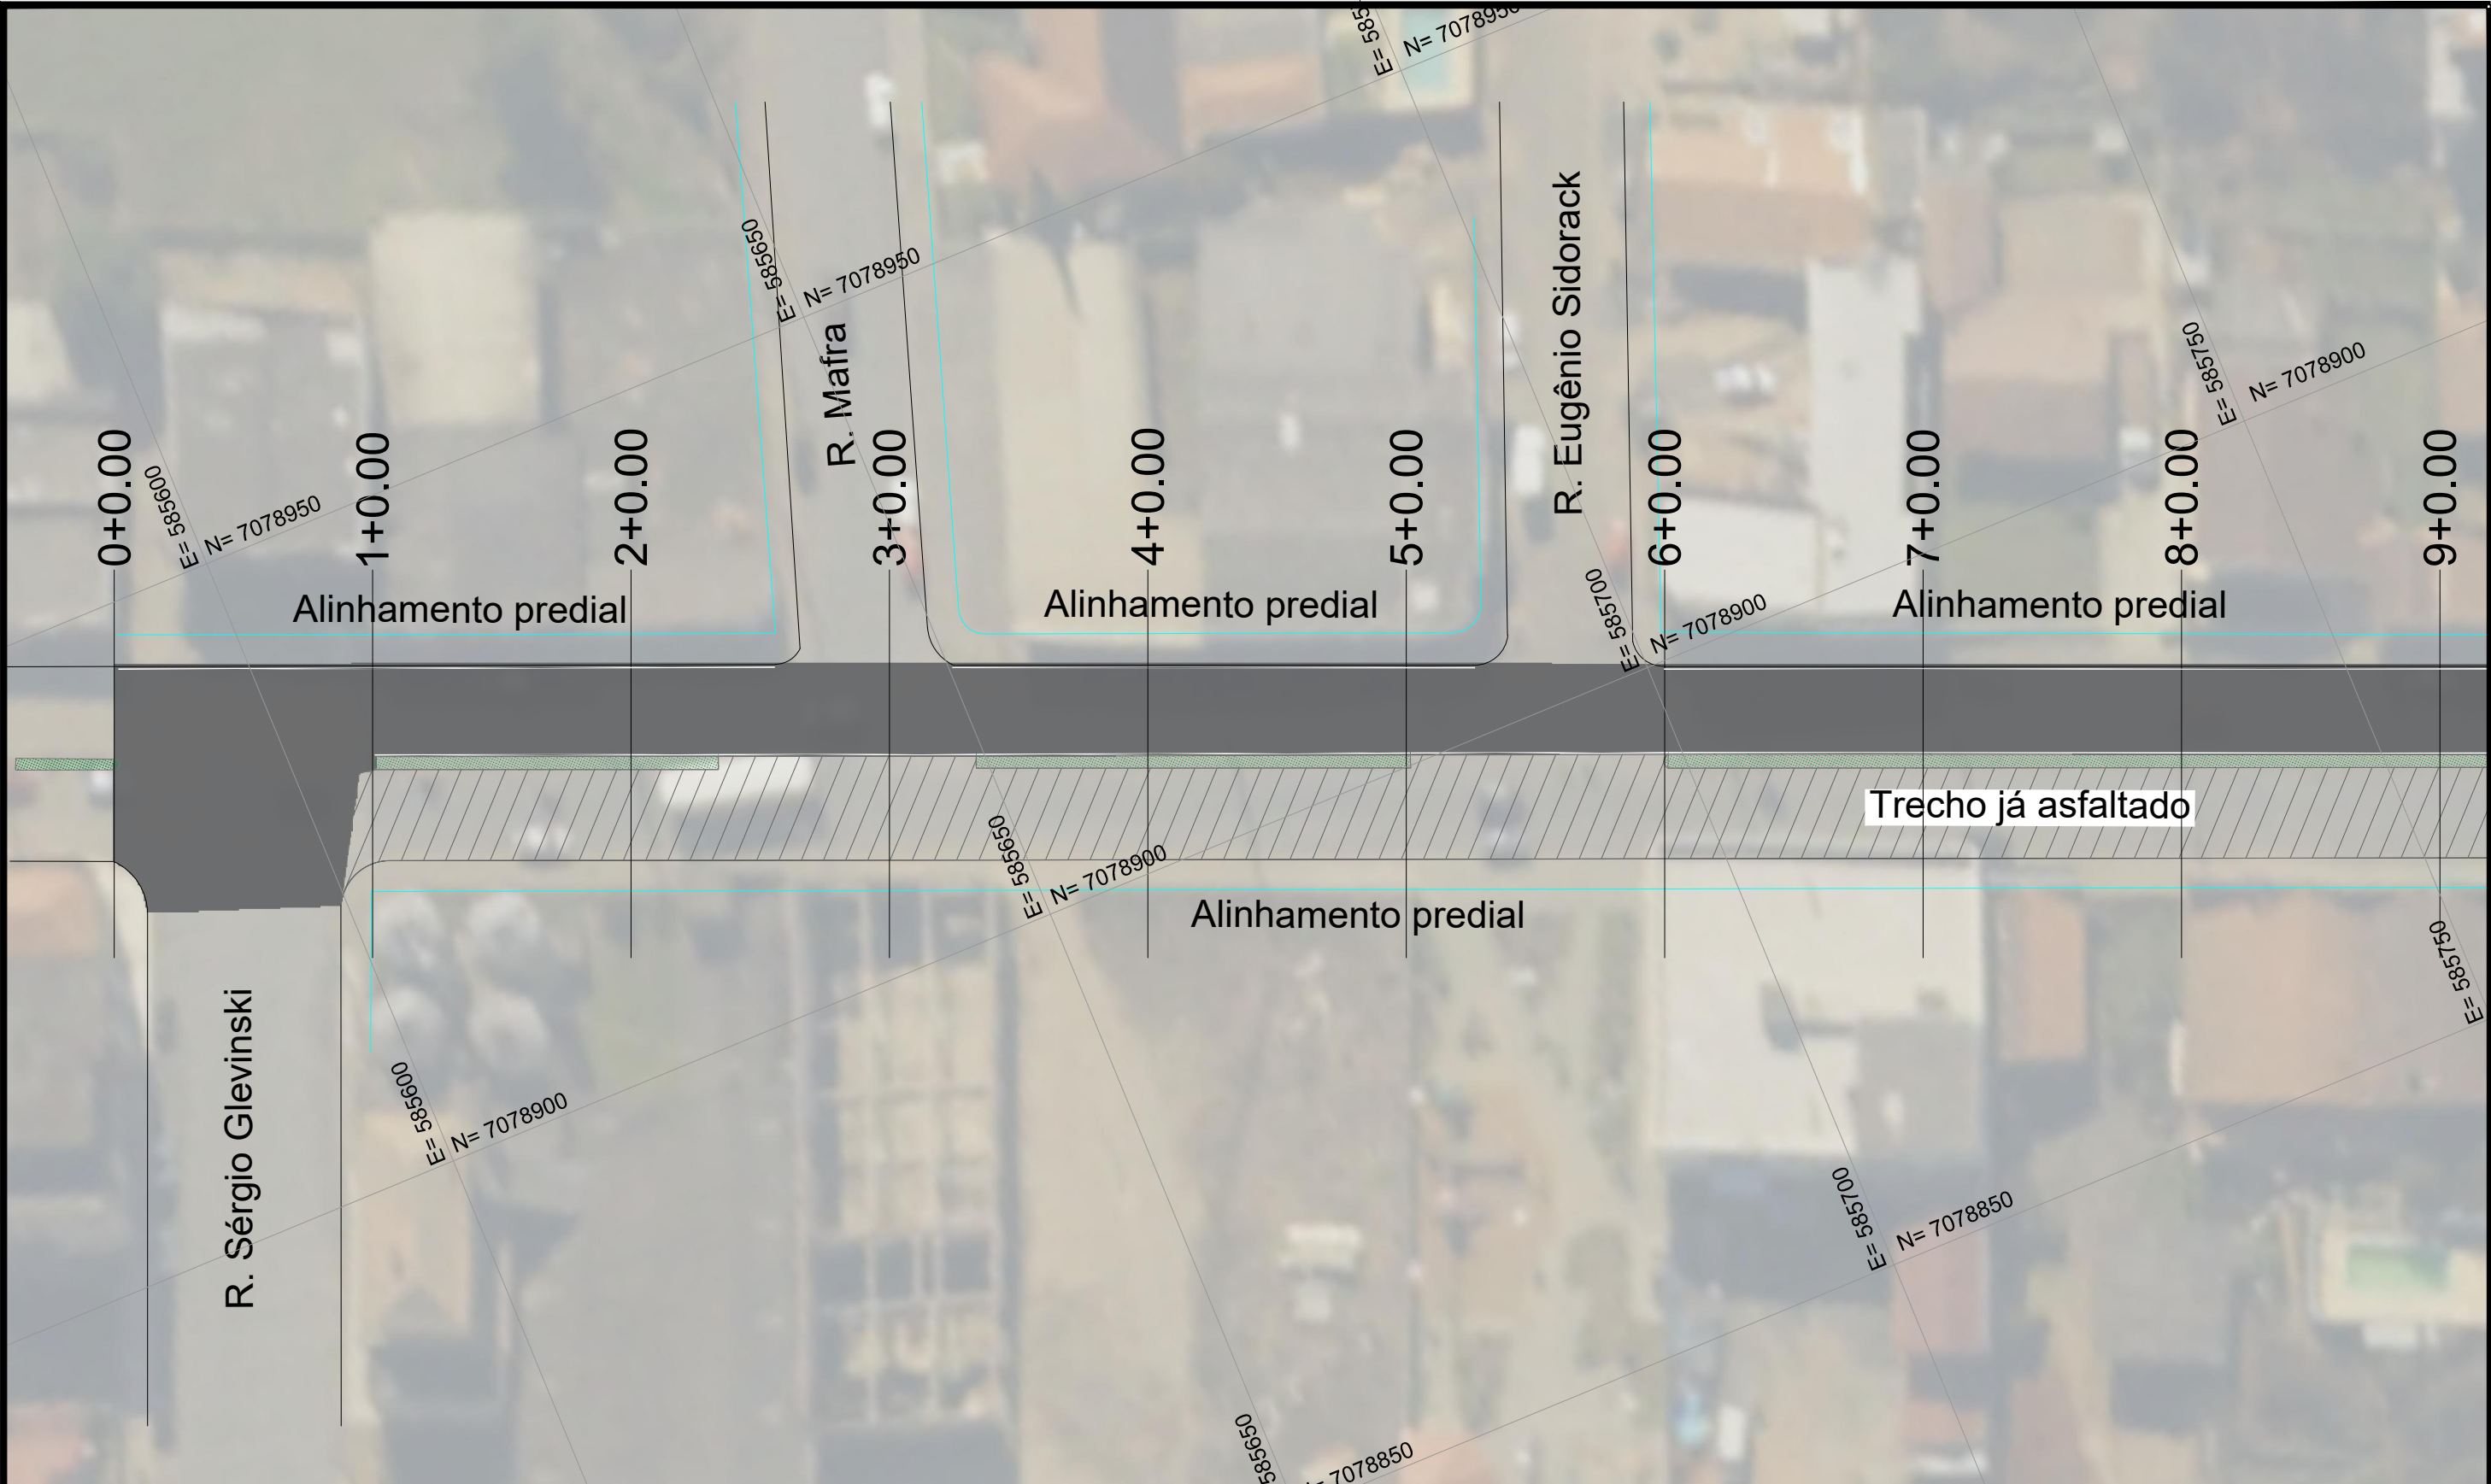 E= 585
N= 7078950
R. Mafra
R. Eugênio Sidorack
E= 585650
N= 7078950
E= 585750
N= 7078900
E= 585600
N= 7078950
0+0.00
1+0.00
2+0.00
3+0.00
4+0.00
5+0.00
6+0.00
7+0.00
8+0.00
9+0.00
Alinhamento predial
Alinhamento predial
Alinhamento predial
E= 585700
N= 7078900
Trecho já asfaltado
E= 585650
N= 7078900
Alinhamento predial
E= 585750
R. Sérgio Glevinski
E= 585600
N= 7078900
E= 585700
N= 7078850
585650
7078850